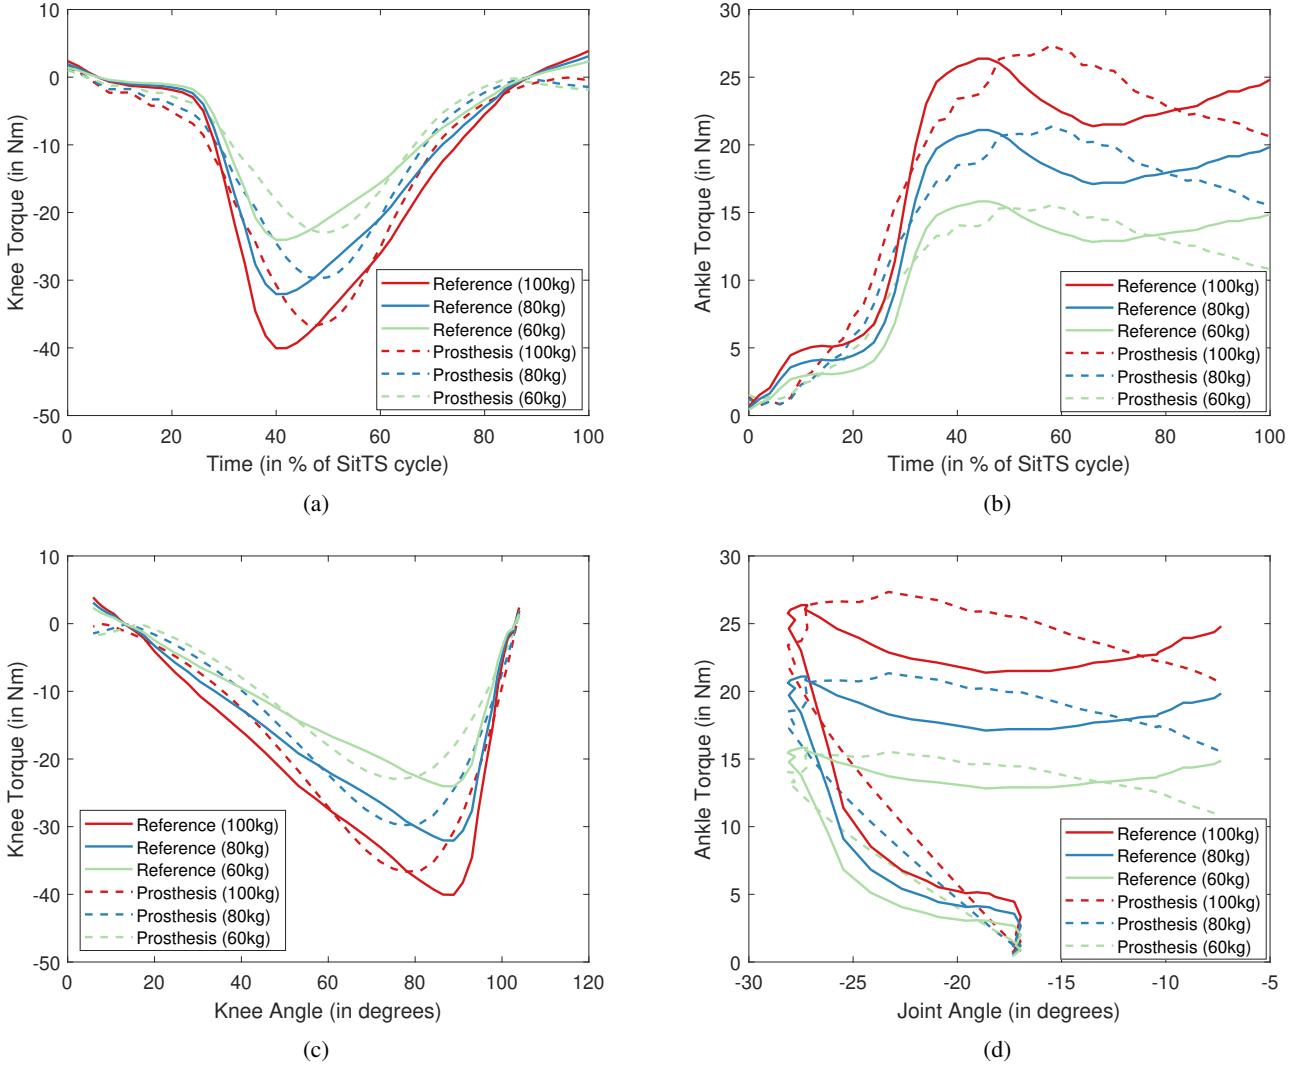 10
0
-10
-20
-30
-40
-50
Knee Torque (in Nm)
0 20 40 60 80 100
Time (in % of SitTS cycle)
Reference (100kg)
Reference (80kg)
Reference (60kg)
Prosthesis (100kg)
Prosthesis (80kg)
Prosthesis (60kg)
(a)
30
25
20
15
10
5
0
Ankle Torque (in Nm)
0 20 40 60 80 100
Time (in % of SitTS cycle)
Reference (100kg)
Reference (80kg)
Reference (60kg)
Prosthesis (100kg)
Prosthesis (80kg)
Prosthesis (60kg)
(b)
10
0
-10
-20
-30
-40
-50
Knee Torque (in Nm)
0 20 40 60 80 100 120
Knee Angle (in degrees)
Reference (100kg)
Reference (80kg)
Reference (60kg)
Prosthesis (100kg)
Prosthesis (80kg)
Prosthesis (60kg)
(c)
30
25
20
15
10
5
0
Ankle Torque (in Nm)
-30 -25 -20 -15 -10 -5
Joint Angle (in degrees)
Reference (100kg)
Reference (80kg)
Reference (60kg)
Prosthesis (100kg)
Prosthesis (80kg)
Prosthesis (60kg)
(d)